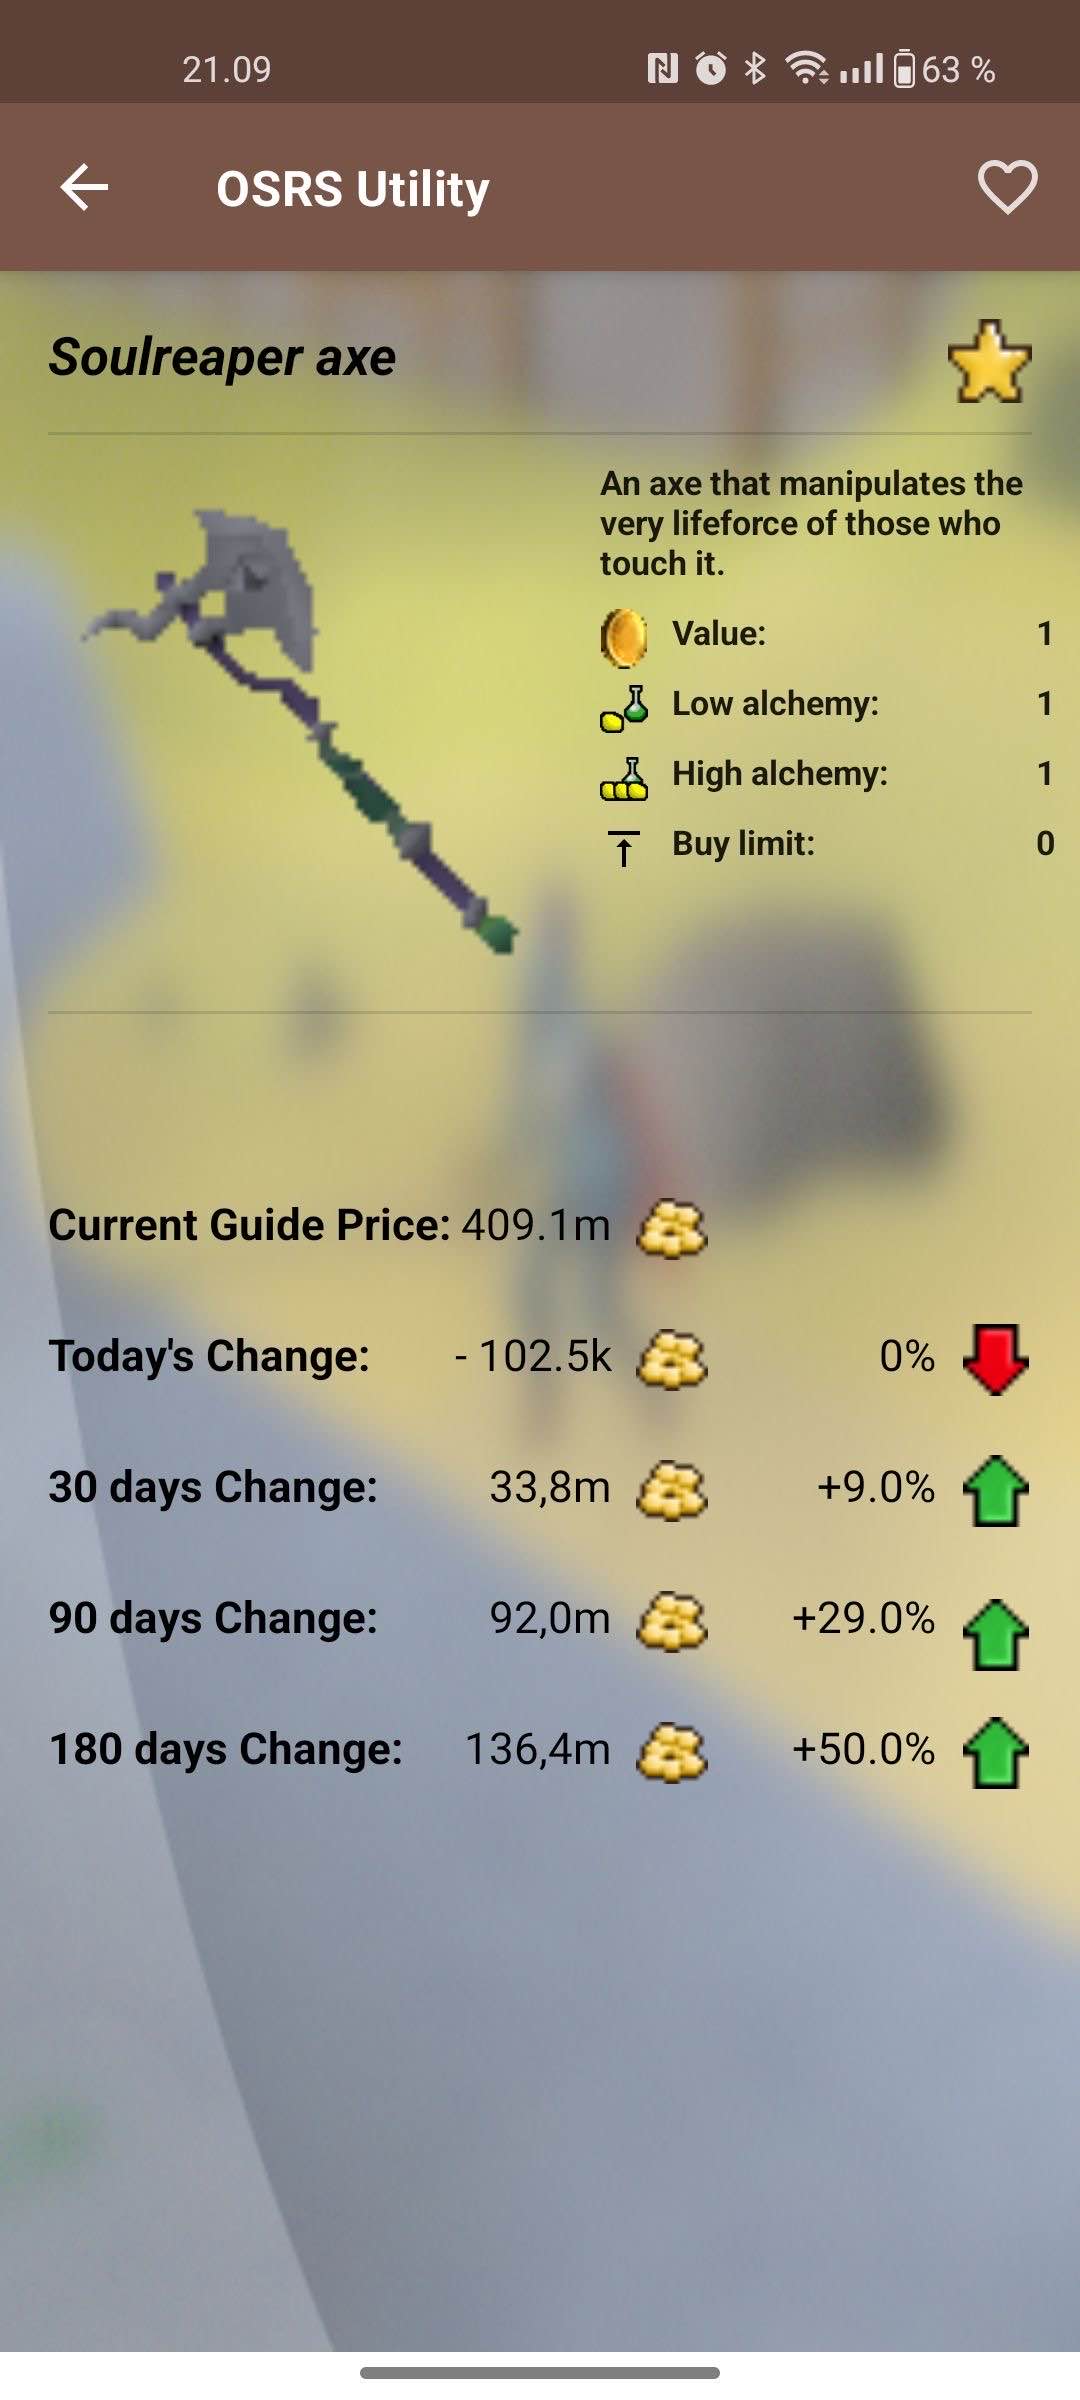 21.09
63 %
OSRS Utility
Soulreaper axe
An axe that manipulates the
very lifeforce of those who
touch it.
Value: 1
Low alchemy: 1
High alchemy: 1
Buy limit: 0
Current Guide Price: 409.1m
Today's Change: - 102.5k 0%
30 days Change: 33,8m +9.0%
90 days Change: 92,0m +29.0%
180 days Change: 136,4m +50.0%